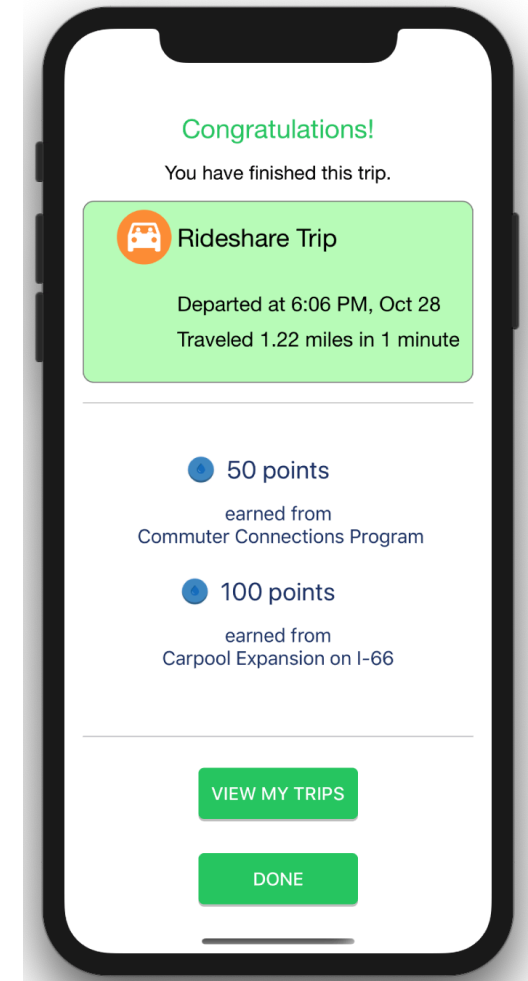 Congratulations!
You have finished this trip.
Rideshare Trip
Departed at 6:06 PM, Oct 28
Traveled 1.22 miles in 1 minute
50 points
earned from
Commuter Connections Program
100 points
earned from
Carpool Expansion on I-66
VIEW MY TRIPS
DONE